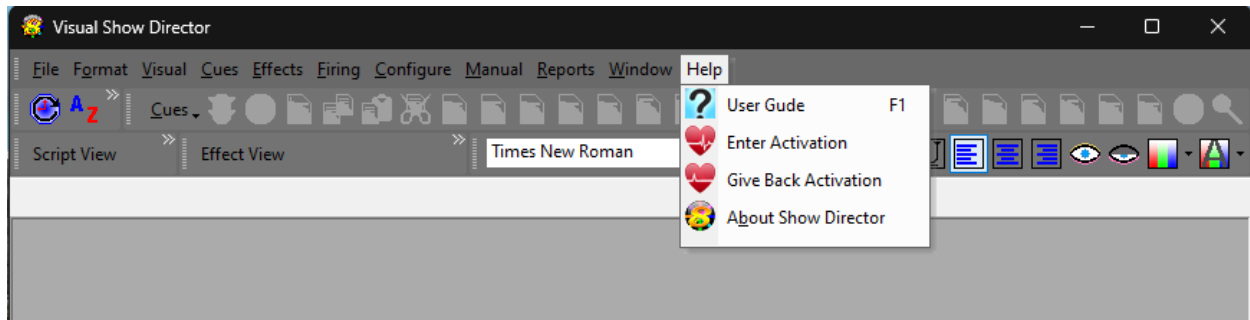 Visual Show Director
File Format Visual Cues Effects Firing Configure Manual Reports Window Help
AZ Cues
User Gude F1
Script View Effect View Times New Roman
Enter Activation
Give Back Activation
About Show Director